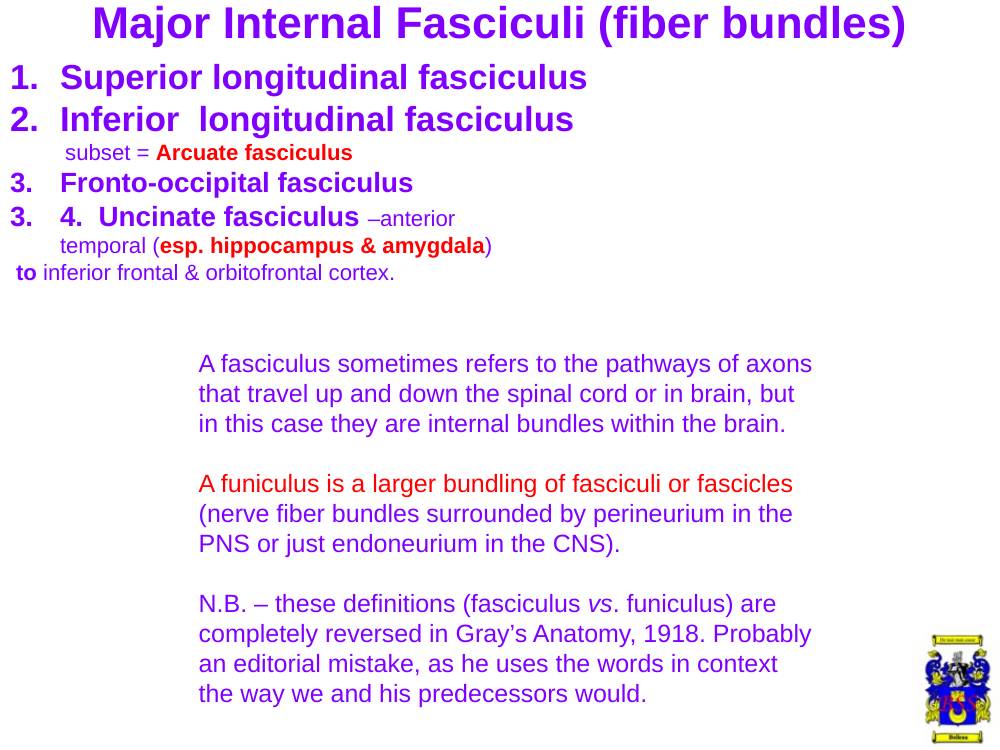 Major Internal Fasciculi (fiber bundles)
1. Superior longitudinal fasciculus
2. Inferior longitudinal fasciculus
subset = Arcuate fasciculus
3. Fronto-occipital fasciculus
3. 4. Uncinate fasciculus –anterior
temporal (esp. hippocampus & amygdala)
to inferior frontal & orbitofrontal cortex.
A fasciculus sometimes refers to the pathways of axons
that travel up and down the spinal cord or in brain, but
in this case they are internal bundles within the brain.
A funiculus is a larger bundling of fasciculi or fascicles
(nerve fiber bundles surrounded by perineurium in the
PNS or just endoneurium in the CNS).
N.B. – these definitions (fasciculus vs. funiculus) are
completely reversed in Gray's Anatomy, 1918. Probably
an editorial mistake, as he uses the words in context
the way we and his predecessors would.